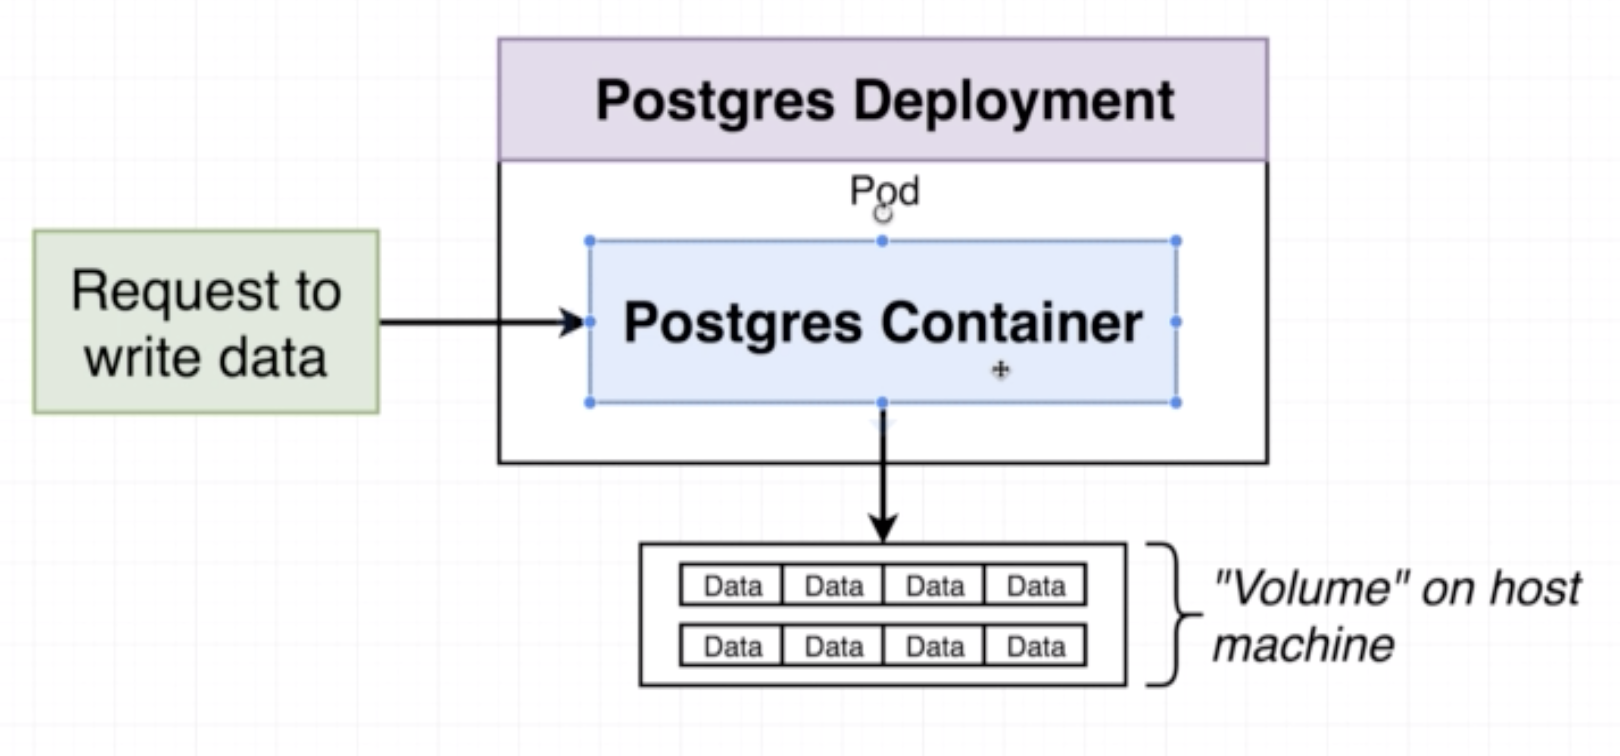 Postgres Deployment
Pod
Request to
write data
Postgres Container
Data Data Data Data
Data Data Data Data
"Volume" on host
machine